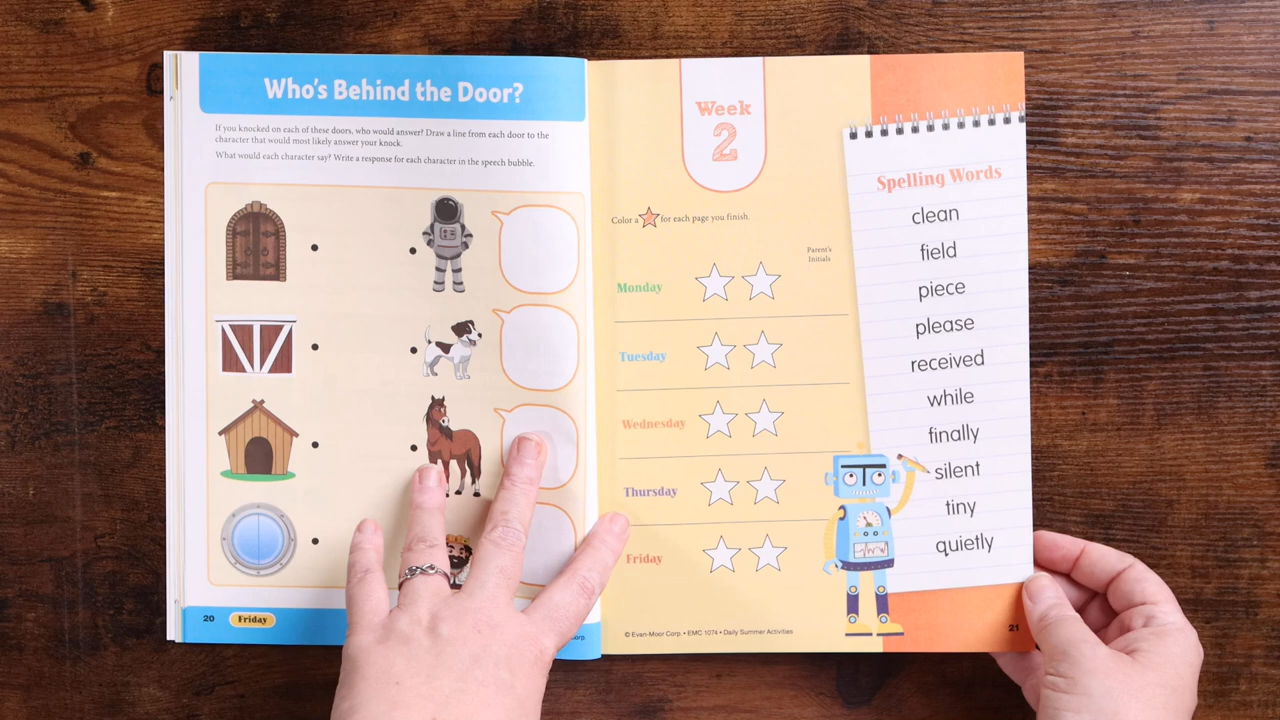 Who's Behind the Door?
If you knocked on each of these doors, who would answer? Draw a line from each door to the
character that would most likely answer your knock.
What would each character say? Write a response for each character in the speech bubble.
20 Friday
Corp.
Week
2
Color a for each page you finish.
Parent's
Initials
Monday
Tuesday
Wednesday
Thursday
Friday
© Evan-Moor Corp. • EMC 1074 • Daily Summer Activities
Spelling Words
clean
field
piece
please
received
while
finally
silent
tiny
quietly
21